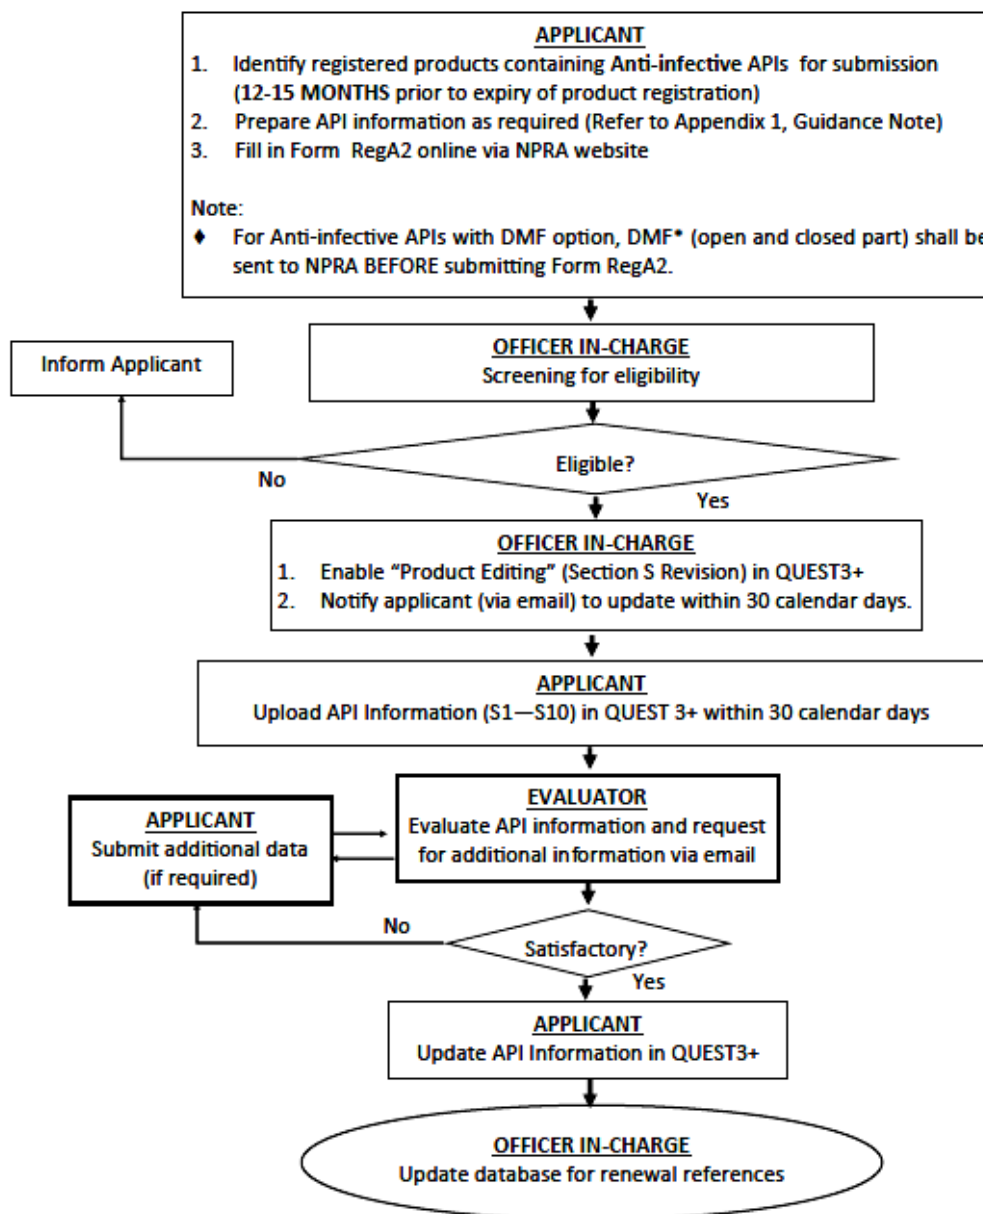 APPLICANT
1. Identify registered products containing Anti-infective APIs for submission
(12-15 MONTHS prior to expiry of product registration)
2. Prepare API information as required (Refer to Appendix 1, Guidance Note)
3. Fill in Form RegA2 online via NPRA website
Note:
♦ For Anti-infective APIs with DMF option, DMF* (open and closed part) shall be
sent to NPRA BEFORE submitting Form RegA2.
OFFICER IN-CHARGE
Screening for eligibility
Inform Applicant
Eligible?
No
Yes
OFFICER IN-CHARGE
1. Enable “Product Editing” (Section S Revision) in QUEST3+
2. Notify applicant (via email) to update within 30 calendar days.
APPLICANT
Upload API Information (S1—S10) in QUEST 3+ within 30 calendar days
EVALUATOR
Evaluate API information and request
for additional information via email
APPLICANT
Submit additional data
(if required)
No
Satisfactory?
Yes
APPLICANT
Update API Information in QUEST3+
OFFICER IN-CHARGE
Update database for renewal references